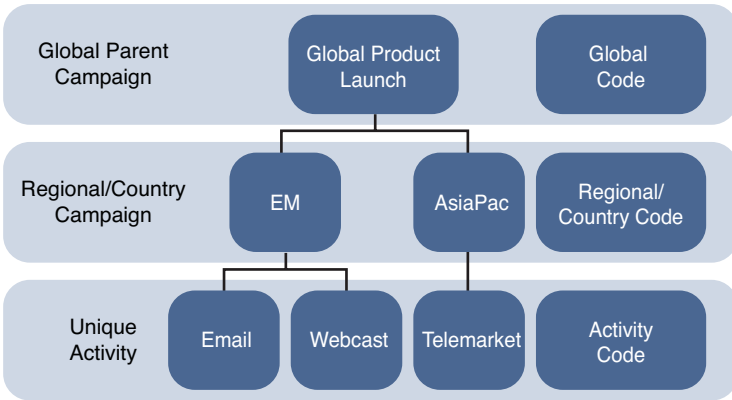 Global Parent
Campaign
Global Product
Launch
Global
Code
Regional/Country
Campaign
EM
AsiaPac
Regional/
Country Code
Unique
Activity
Email
Webcast
Telemarket
Activity
Code